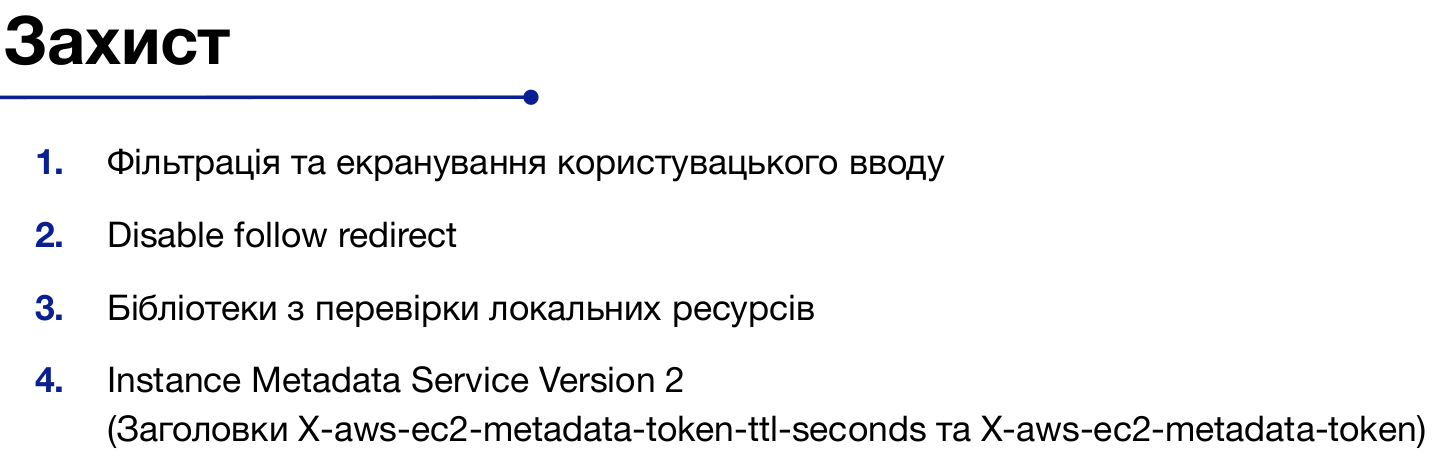 Захист
1. Фільтрація та екранування користувацького вводу
2. Disable follow redirect
3. Бібліотеки з перевірки локальних ресурсів
4. Instance Metadata Service Version 2
(Заголовки X-aws-ec2-metadata-token-ttl-seconds та X-aws-ec2-metadata-token)